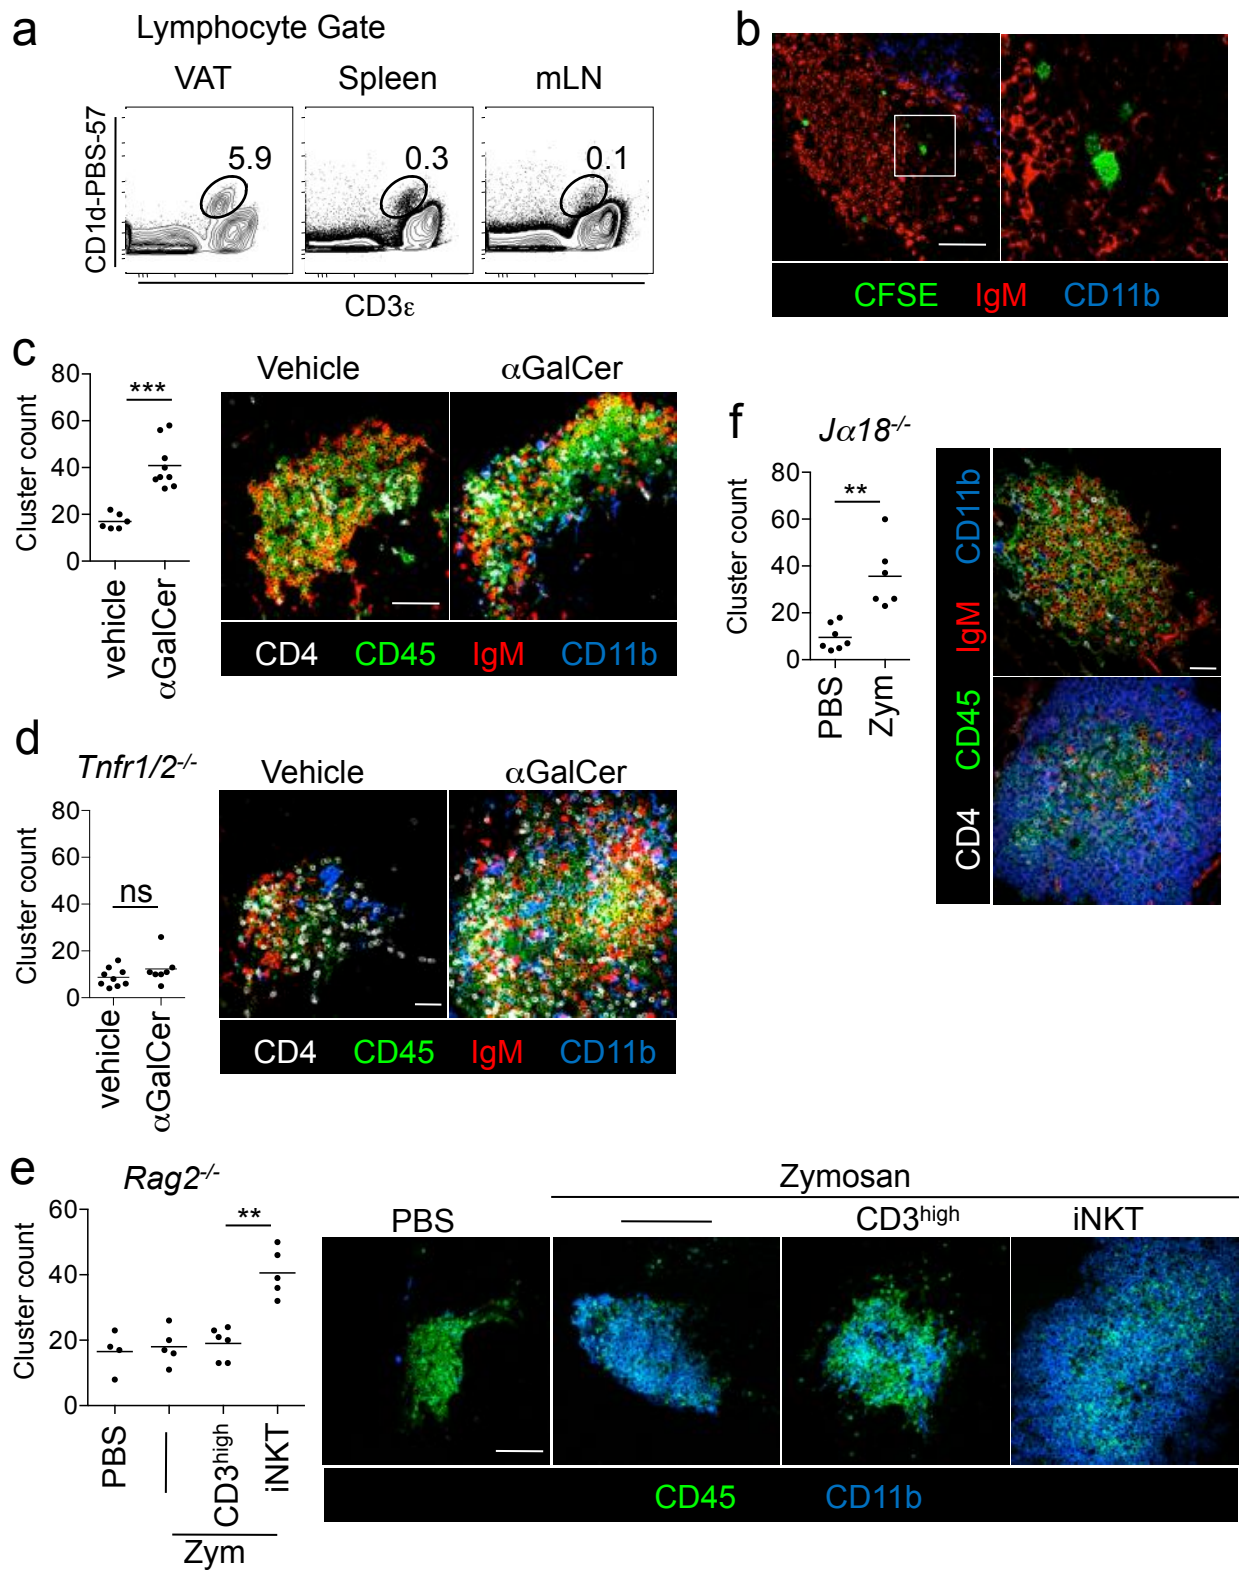 a
Lymphocyte Gate
VAT Spleen mLN
CD1d-PBS-57
5.9 0.3 0.1
CD3ε
b
CFSE IgM CD11b
c
Cluster count
80
60
40
20
0
***
vehicle
αGalCer
Vehicle αGalCer
CD4 CD45 IgM CD11b
d
Tnfr1/2-/-
Cluster count
80
60
40
20
0
ns
vehicle
αGalCer
Vehicle αGalCer
CD4 CD45 IgM CD11b
e
Rag2-/-
Cluster count
60
40
20
0
**
PBS
CD3high
iNKT
Zym
Zymosan
PBS CD3high iNKT
CD45 CD11b
f
Jα18-/-
Cluster count
80
60
40
20
0
**
PBS
Zym
CD4 CD45 IgM CD11b